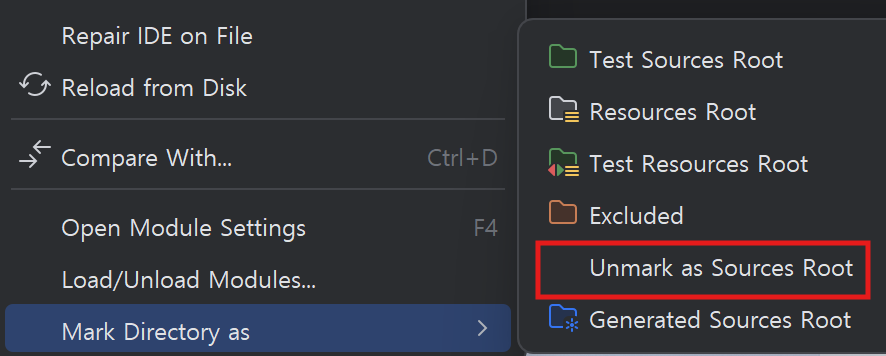 Repair IDE on File
Reload from Disk
Compare With... Ctrl+D
Open Module Settings F4
Load/Unload Modules...
Mark Directory as
Test Sources Root
Resources Root
Test Resources Root
Excluded
Unmark as Sources Root
Generated Sources Root